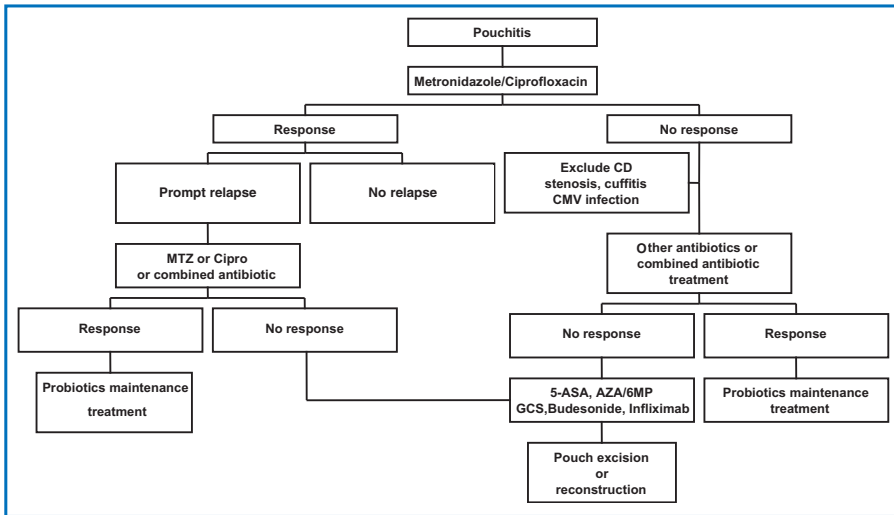 Pouchitis
Metronidazole/Ciprofloxacin
Response
No response
Prompt relapse
No relapse
Exclude CD
stenosis, cuffitis
CMV infection
MTZ or Cipro
or combined antibiotic
Other antibiotics or
combined antibiotic
treatment
Response
No response
No response
Response
Probiotics maintenance
treatment
5-ASA, AZA/6MP
GCS,Budesonide, Infliximab
Probiotics maintenance
treatment
Pouch excision
or
reconstruction